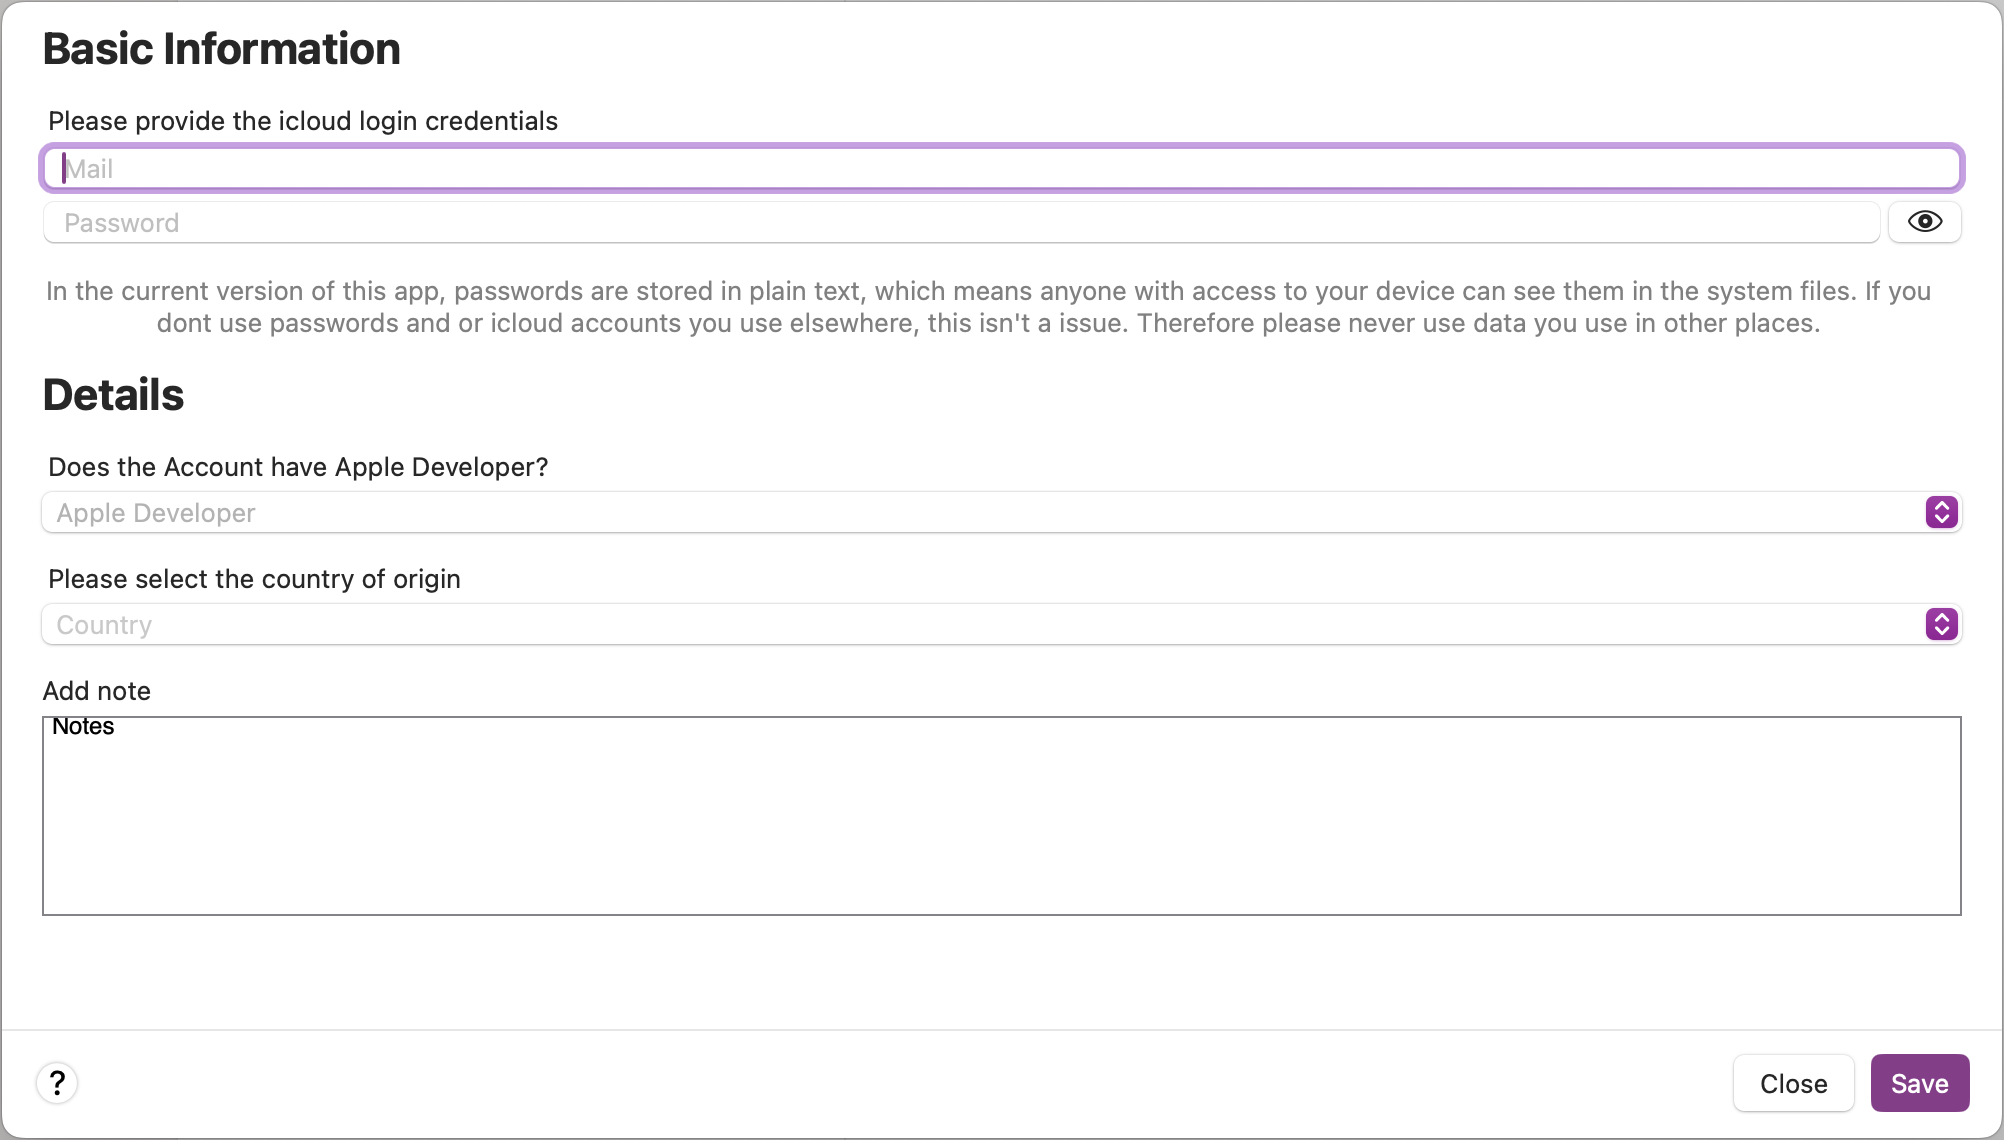 Basic Information
Please provide the icloud login credentials
Mail
Password
In the current version of this app, passwords are stored in plain text, which means anyone with access to your device can see them in the system files. If you
dont use passwords and or icloud accounts you use elsewhere, this isn't a issue. Therefore please never use data you use in other places.
Details
Does the Account have Apple Developer?
Apple Developer
Please select the country of origin
Country
Add note
Notes
?
Close
Save